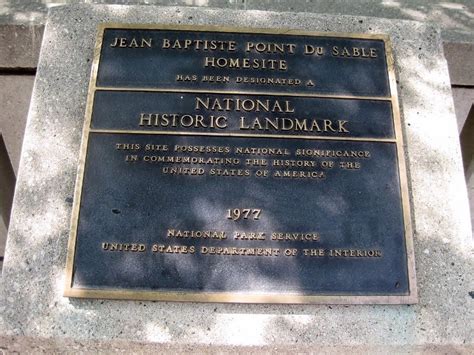 JEAN BAPTISTE POINT DU SABLE
HOMESITE
HAS BEEN DESIGNATED A
NATIONAL
HISTORIC LANDMARK
THIS SITE POSSESSES NATIONAL SIGNIFICANCE
IN COMMEMORATING THE HISTORY OF THE
UNITED STATES OF AMERICA
1977
NATIONAL PARK SERVICE
UNITED STATES DEPARTMENT OF THE INTERIOR